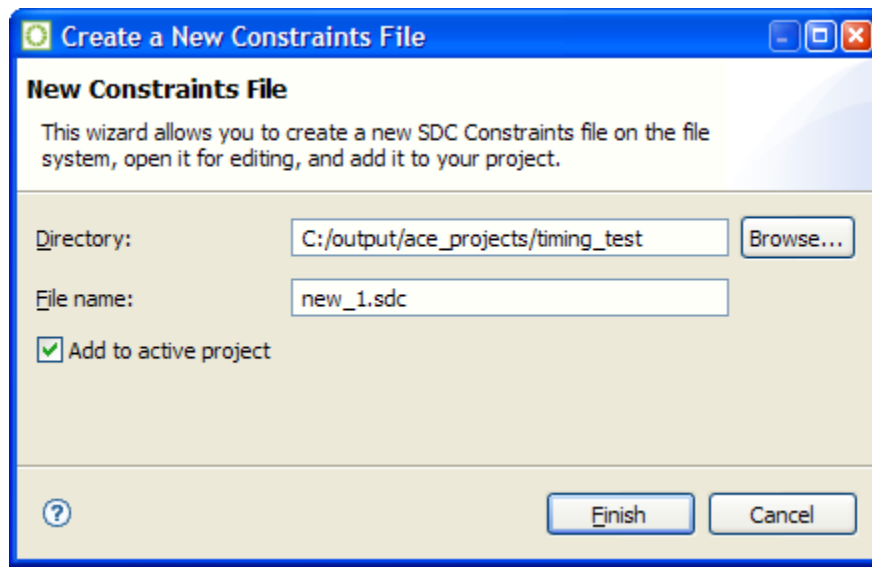 Create a New Constraints File
New Constraints File
This wizard allows you to create a new SDC Constraints file on the file
system, open it for editing, and add it to your project.
Directory: C:/output/ace_projects/timing_test Browse...
File name: new_1.sdc
Add to active project
? Finish Cancel